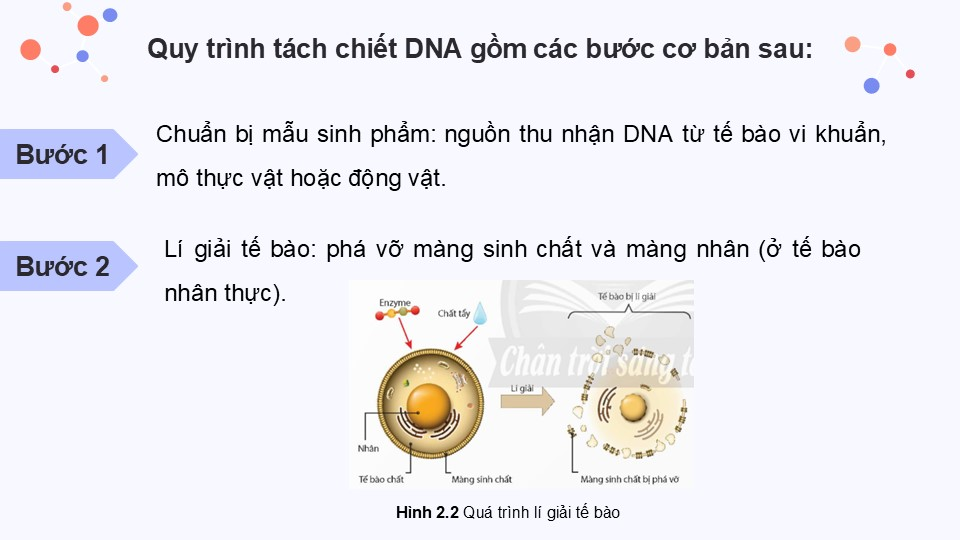 Quy trình tách chiết DNA gồm các bước cơ bản sau:
Bước 1
Chuẩn bị mẫu sinh phẩm: nguồn thu nhận DNA từ tế bào vi khuẩn,
mô thực vật hoặc động vật.
Bước 2
Lí giải tế bào: phá vỡ màng sinh chất và màng nhân (ở tế bào
nhân thực).
Enzyme
Chất tẩy
Tế bào bị lí giải
Chân trời sáng t
Lí giải
Nhân
Tế bào chất
Màng sinh chất
Màng sinh chất bị phá vỡ
Hình 2.2 Quá trình lí giải tế bào